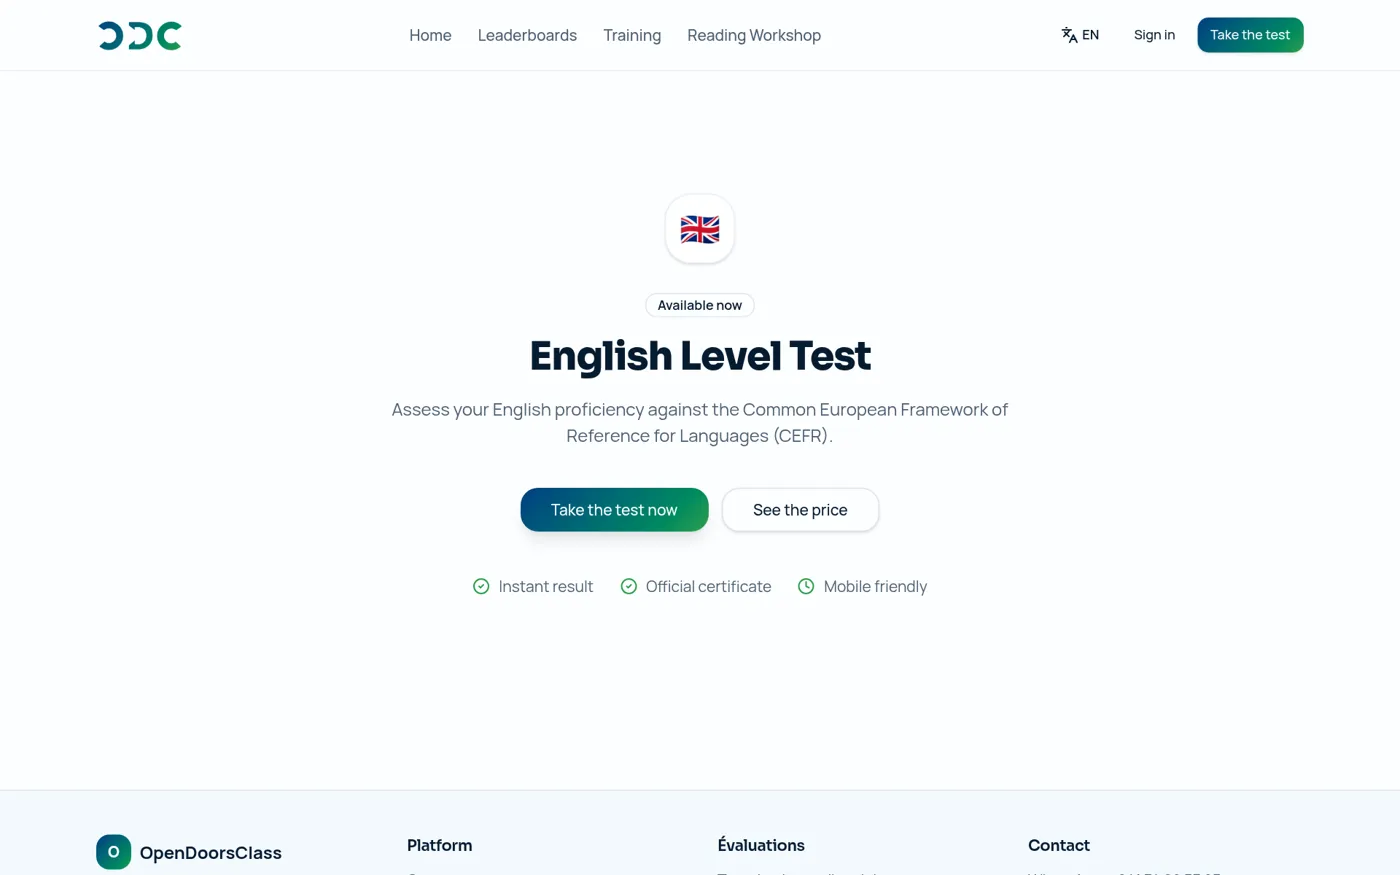 ODC
Home Leaderboards Training Reading Workshop EN Sign in Take the test
Available now
English Level Test
Assess your English proficiency against the Common European Framework of
Reference for Languages (CEFR).
Take the test now See the price
Instant result Official certificate Mobile friendly
O OpenDoorsClass Platform Évaluations Contact